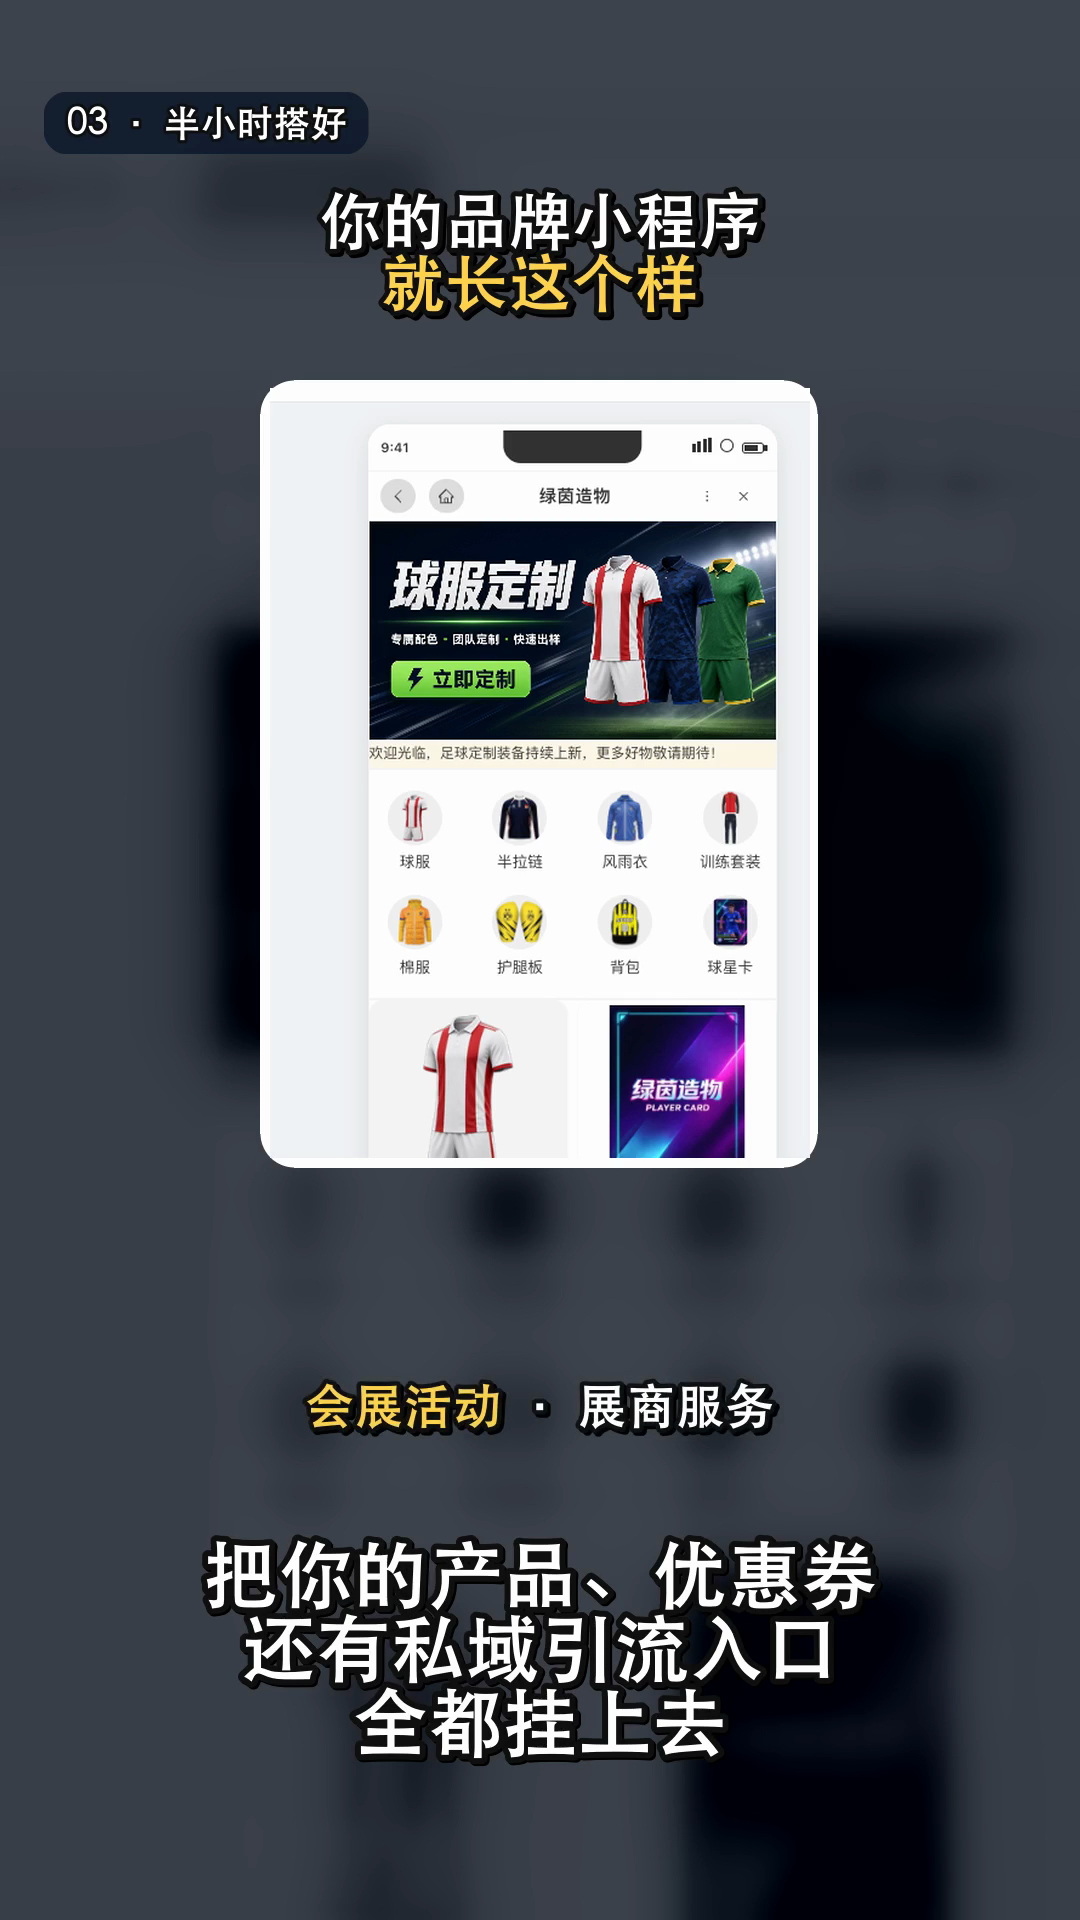 03 · 半小时搭好
你的品牌小程序
就长这个样
9:41
绿茵造物
球服定制
专属配色 · 团队定制 · 快速出样
立即定制
欢迎光临，足球定制装备持续上新，更多好物敬请期待！
球服 半拉链 风雨衣 训练套装
棉服 护腿板 背包 球星卡
绿茵造物
PLAYER CARD
会展活动 · 展商服务
把你的产品、优惠券
还有私域引流入口
全都挂上去